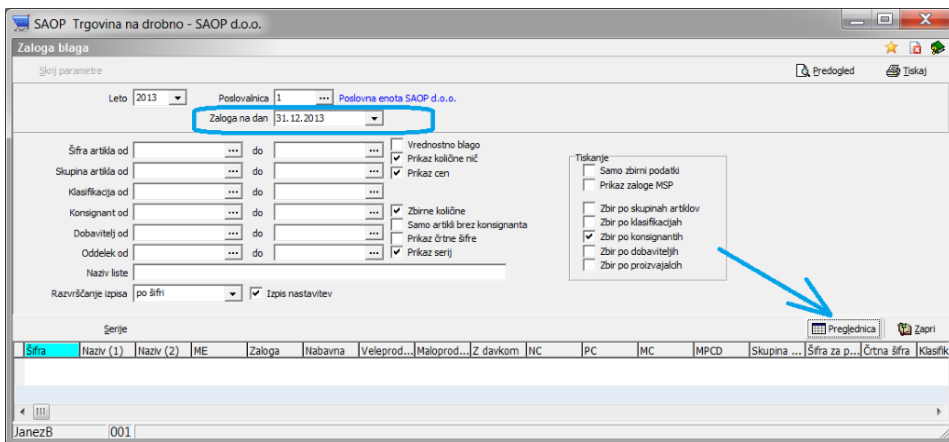 SAOP Trgovina na drobno - SAOP d.o.o.
Zaloga blaga
Skrij parametre
Predogled
Tiskaj
Leto 2013 Poslovalnica 1 ... Poslovna enota SAOP d.o.o.
Zaloga na dan 31.12.2013
Šifra artikla od ... do ...
Skupina artikla od ... do ...
Klasifikacija od ... do ...
Konsignant od ... do ...
Dobavitelj od ... do ...
Oddelek od ... do ...
Naziv liste
Razvrščanje izpisa po šifri
Izpis nastavitev
Vrednostno blago
Prikaz količine nič
Prikaz cen
Zbirne količine
Samo artikli brez konsignanta
Prikaz črtne šifre
Prikaz serij
Tiskanje
Samo zbirni podatki
Prikaz zaloge MSP
Zbir po skupinah artiklov
Zbir po klasifikacijah
Zbir po konsignantih
Zbir po dobaviteljih
Zbir po proizvajalcih
Serije
Preglednica
Zapri
Šifra Naziv (1) Naziv (2) ME Zaloga Nabavna Veleprod... Maloprod... Z davkom NC PC MC MPCD Skupina ... Šifra za p... Črtna šifra Klasifik
JanezB 001